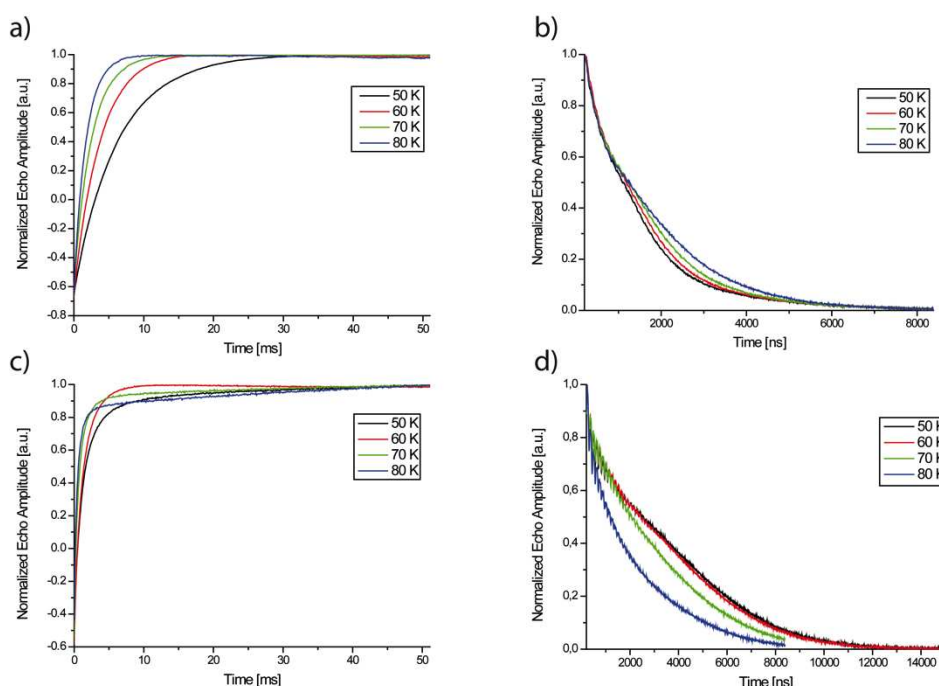 a)
Normalized Echo Amplitude [a.u.]
1.0
0.8
0.6
0.4
0.2
0.0
-0.2
-0.4
-0.6
-0.8
0
10
20
30
40
50
Time [ms]
50 K
60 K
70 K
80 K
b)
Normalized Echo Amplitude [a.u.]
1.0
0.8
0.6
0.4
0.2
0.0
2000
4000
6000
8000
Time [ns]
50 K
60 K
70 K
80 K
c)
Normalized Echo Amplitude [a.u.]
1.0
0.8
0.6
0.4
0.2
0.0
-0.2
-0.4
-0.6
0
10
20
30
40
50
Time [ms]
50 K
60 K
70 K
80 K
d)
Normalized Echo Amplitude [a.u.]
1,0
0,8
0,6
0,4
0,2
0,0
2000
4000
6000
8000
10000
12000
14000
Time [ns]
50 K
60 K
70 K
80 K